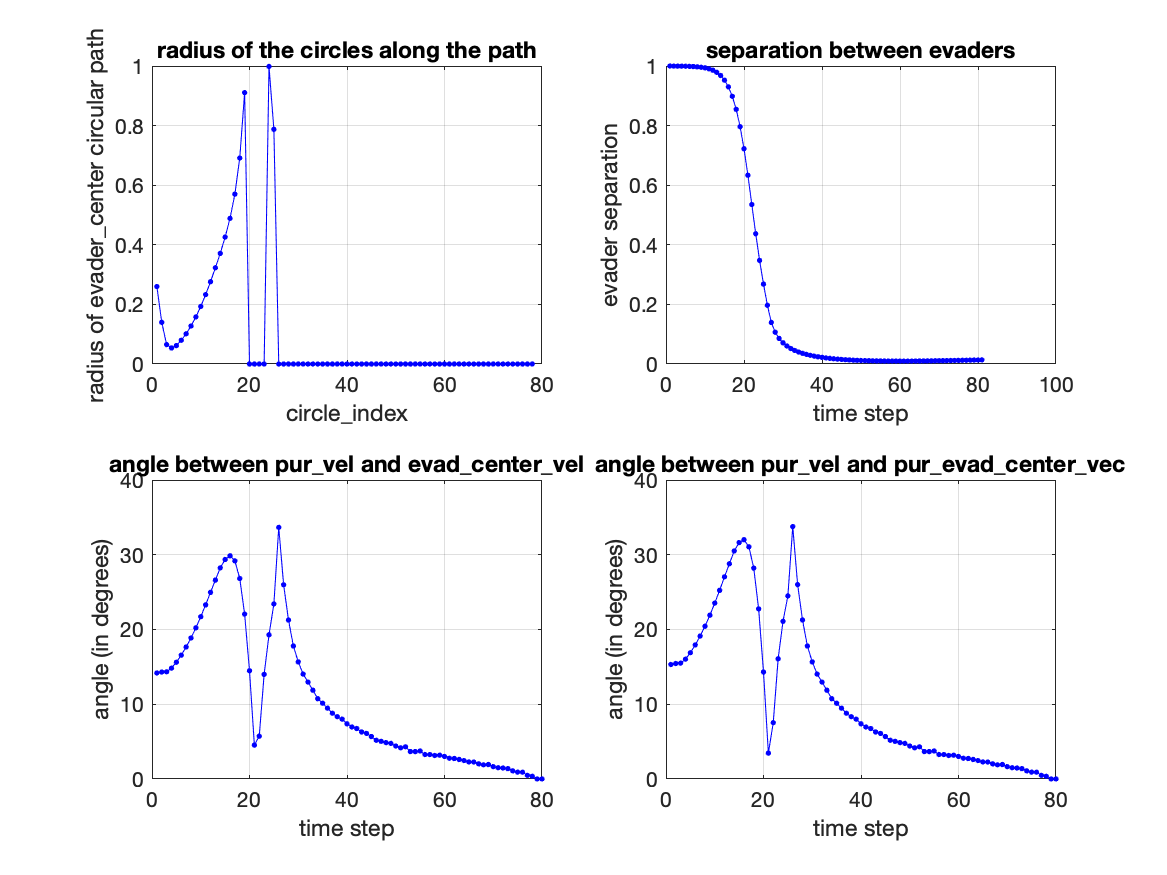 radius of the circles along the path
radius of evader_center circular path
1
0.8
0.6
0.4
0.2
0
0 20 40 60 80
circle_index
separation between evaders
evader separation
1
0.8
0.6
0.4
0.2
0
0 20 40 60 80 100
time step
angle between pur_vel and evad_center_vel
angle (in degrees)
40
30
20
10
0
0 20 40 60 80
time step
angle between pur_vel and pur_evad_center_vec
angle (in degrees)
40
30
20
10
0
0 20 40 60 80
time step